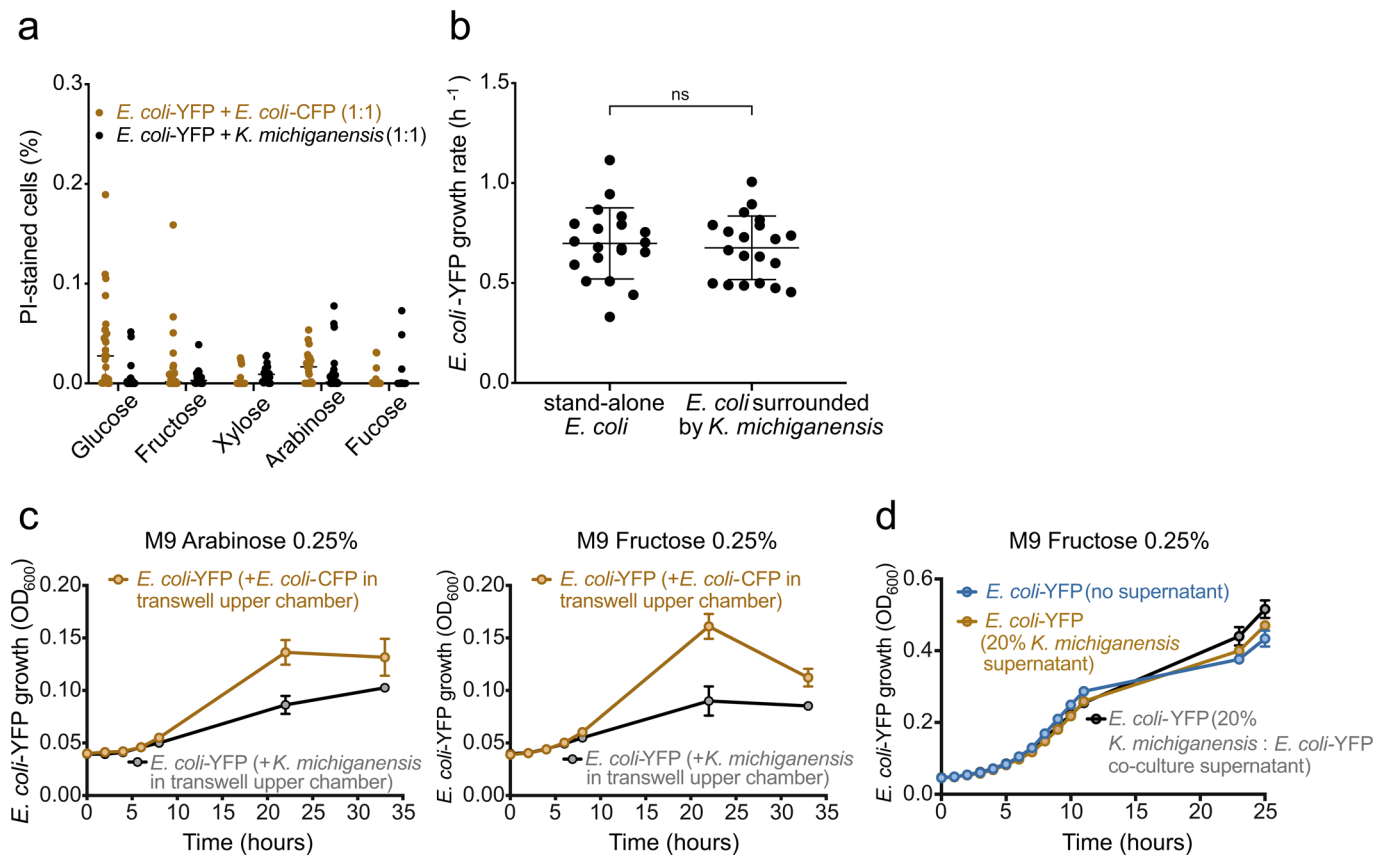 a
PI-stained cells (%)
0.3
0.2
0.1
0.0
E. coli-YFP + E. coli-CFP (1:1)
E. coli-YFP + K. michiganensis (1:1)
Glucose
Fructose
Xylose
Arabinose
Fucose
b
E. coli-YFP growth rate (h -1)
1.5
1.0
0.5
0.0
ns
stand-alone
E. coli
E. coli surrounded
by K. michiganensis
c
M9 Arabinose 0.25%
E. coli-YFP growth (OD600)
0.20
0.15
0.10
0.05
0.00
E. coli-YFP (+E. coli-CFP in
transwell upper chamber)
E. coli-YFP (+K. michiganensis
in transwell upper chamber)
0 5 10 15 20 25 30 35
Time (hours)
M9 Fructose 0.25%
E. coli-YFP growth (OD600)
0.20
0.15
0.10
0.05
0.00
E. coli-YFP (+E. coli-CFP in
transwell upper chamber)
E. coli-YFP (+K. michiganensis
in transwell upper chamber)
0 5 10 15 20 25 30 35
Time (hours)
d
M9 Fructose 0.25%
E. coli-YFP growth (OD600)
0.6
0.4
0.2
0.0
E. coli-YFP (no supernatant)
E. coli-YFP
(20% K. michiganensis
supernatant)
E. coli-YFP (20%
K. michiganensis : E. coli-YFP
co-culture supernatant)
0 5 10 15 20 25
Time (hours)